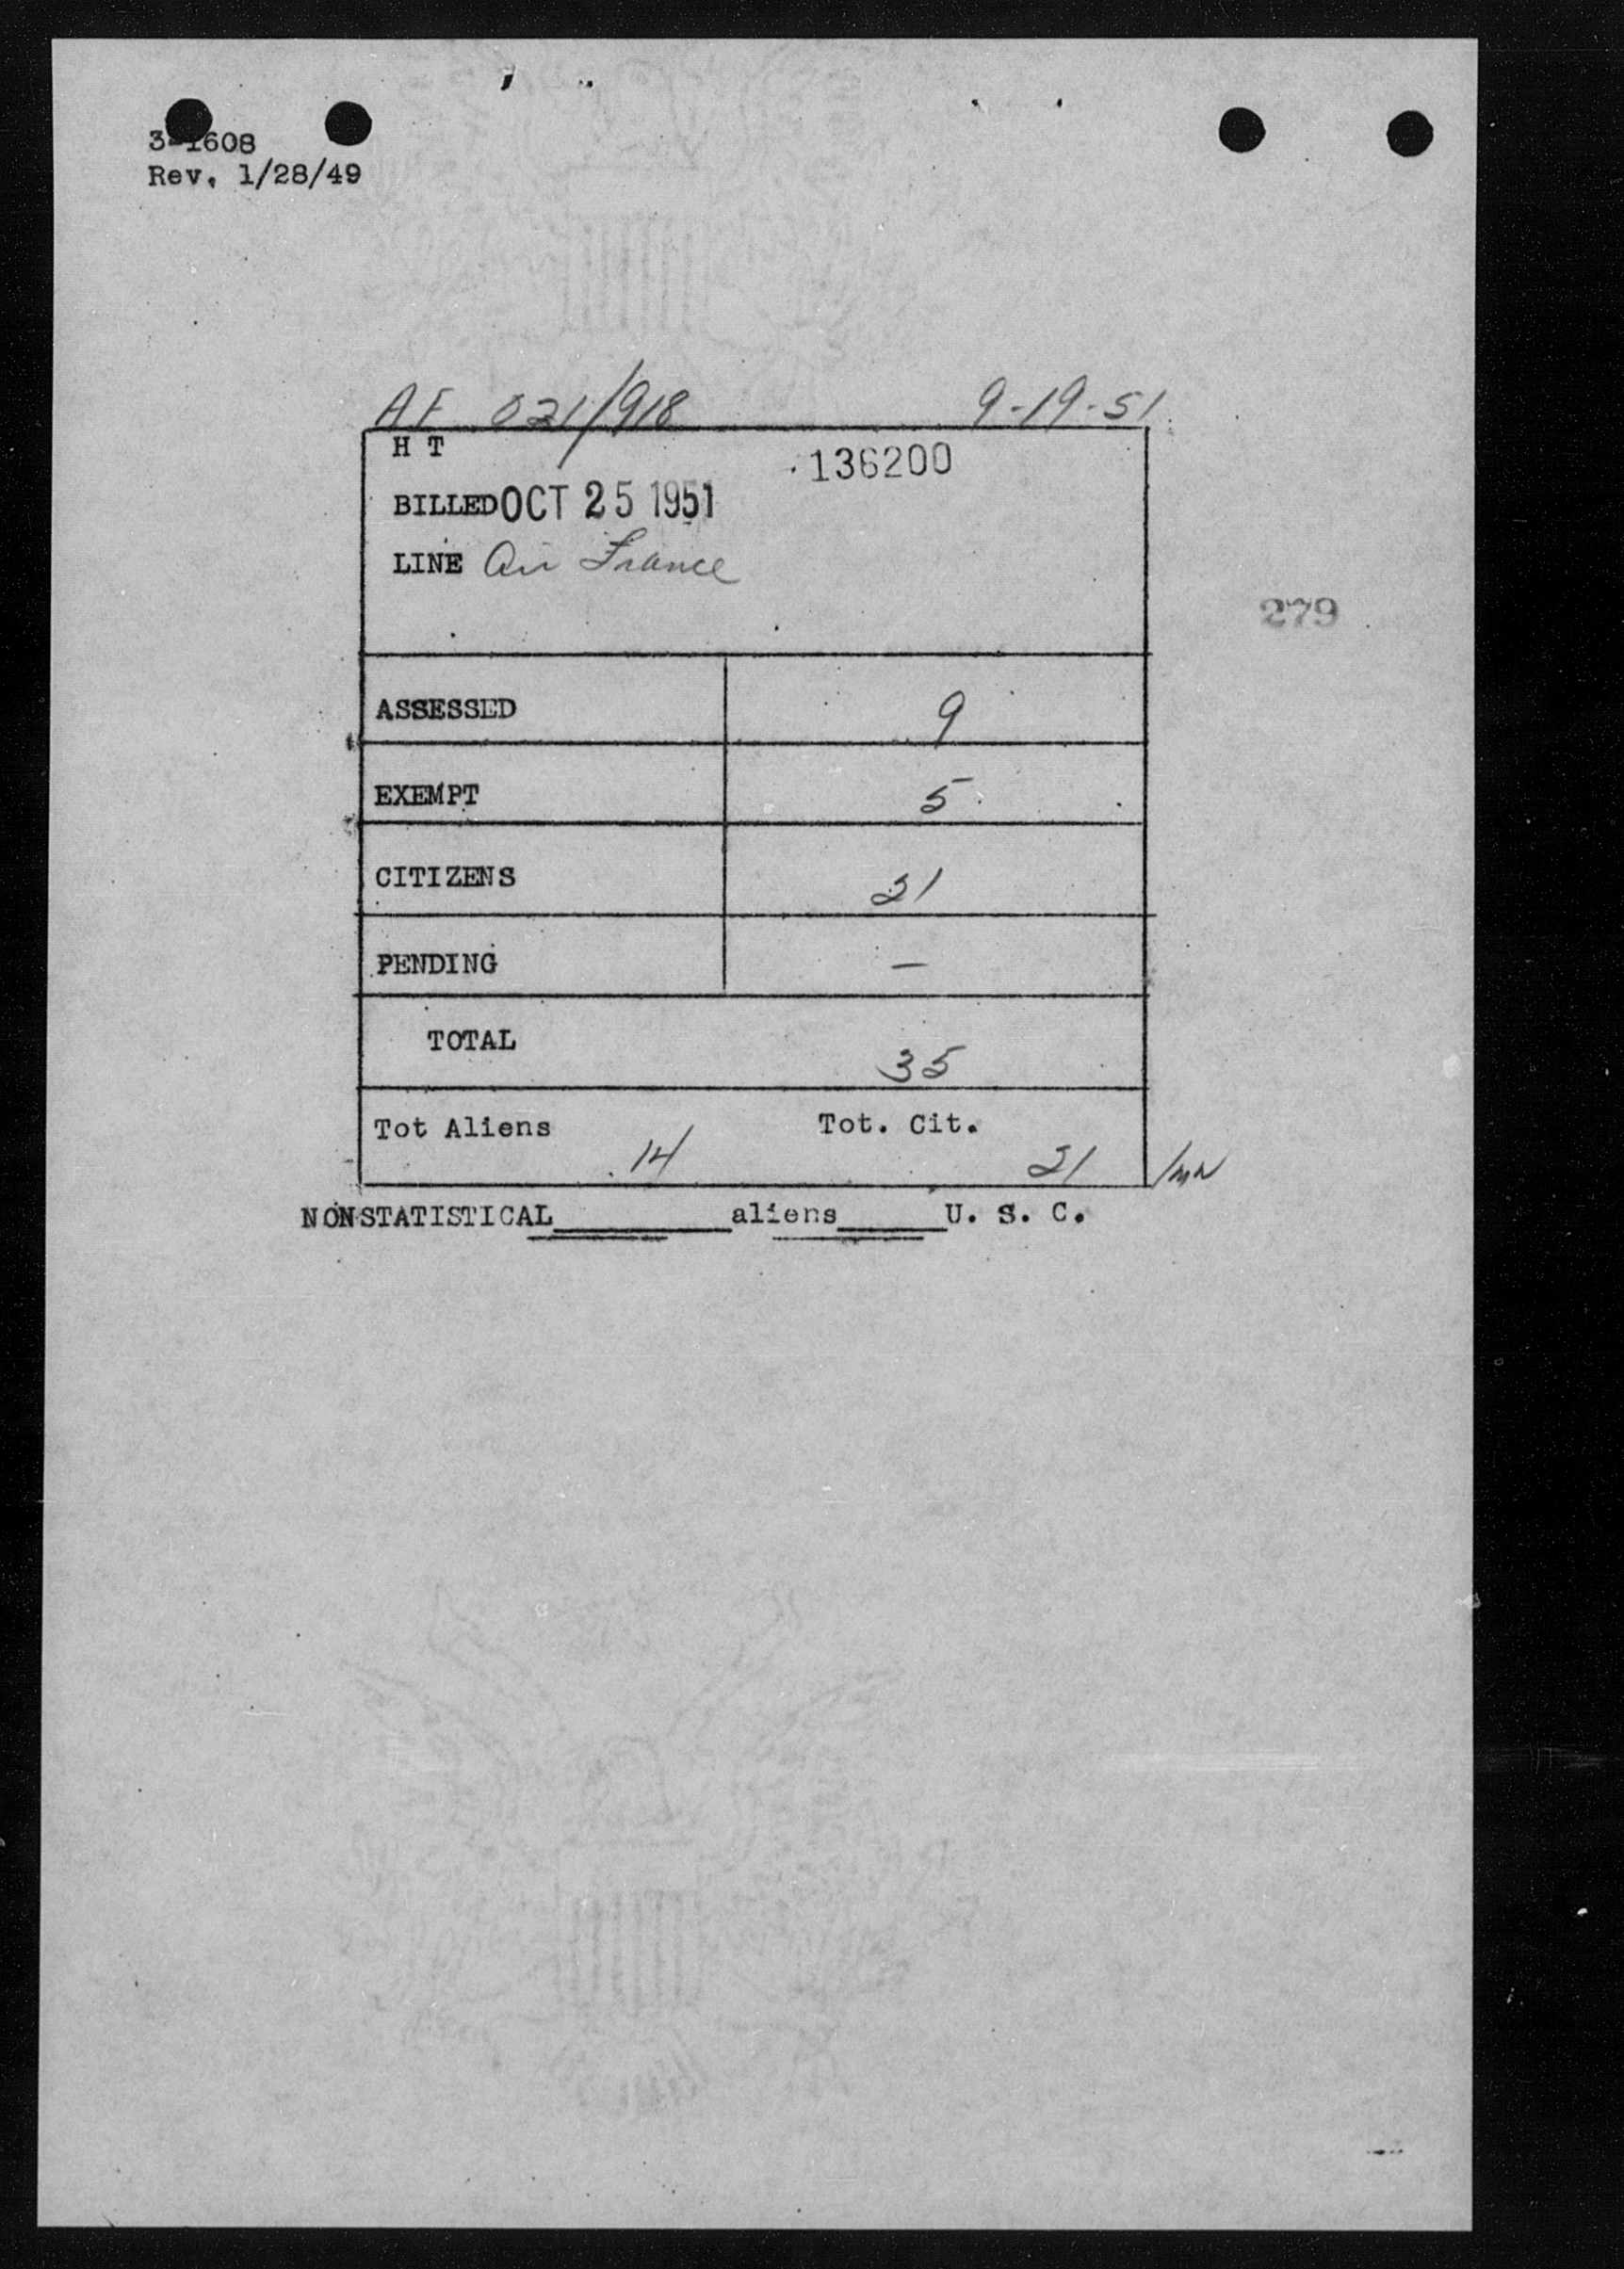 3-1608
Rev. 1/28/49
AF 021/918 9-19-51
H T
136200
BILLED OCT 25 1951
LINE Air France
279
ASSESSED 9
EXEMPT 5
CITIZENS 21
PENDING —
TOTAL 35
Tot Aliens 14 Tot. Cit. 21
NONSTATISTICAL aliens U. S. C.